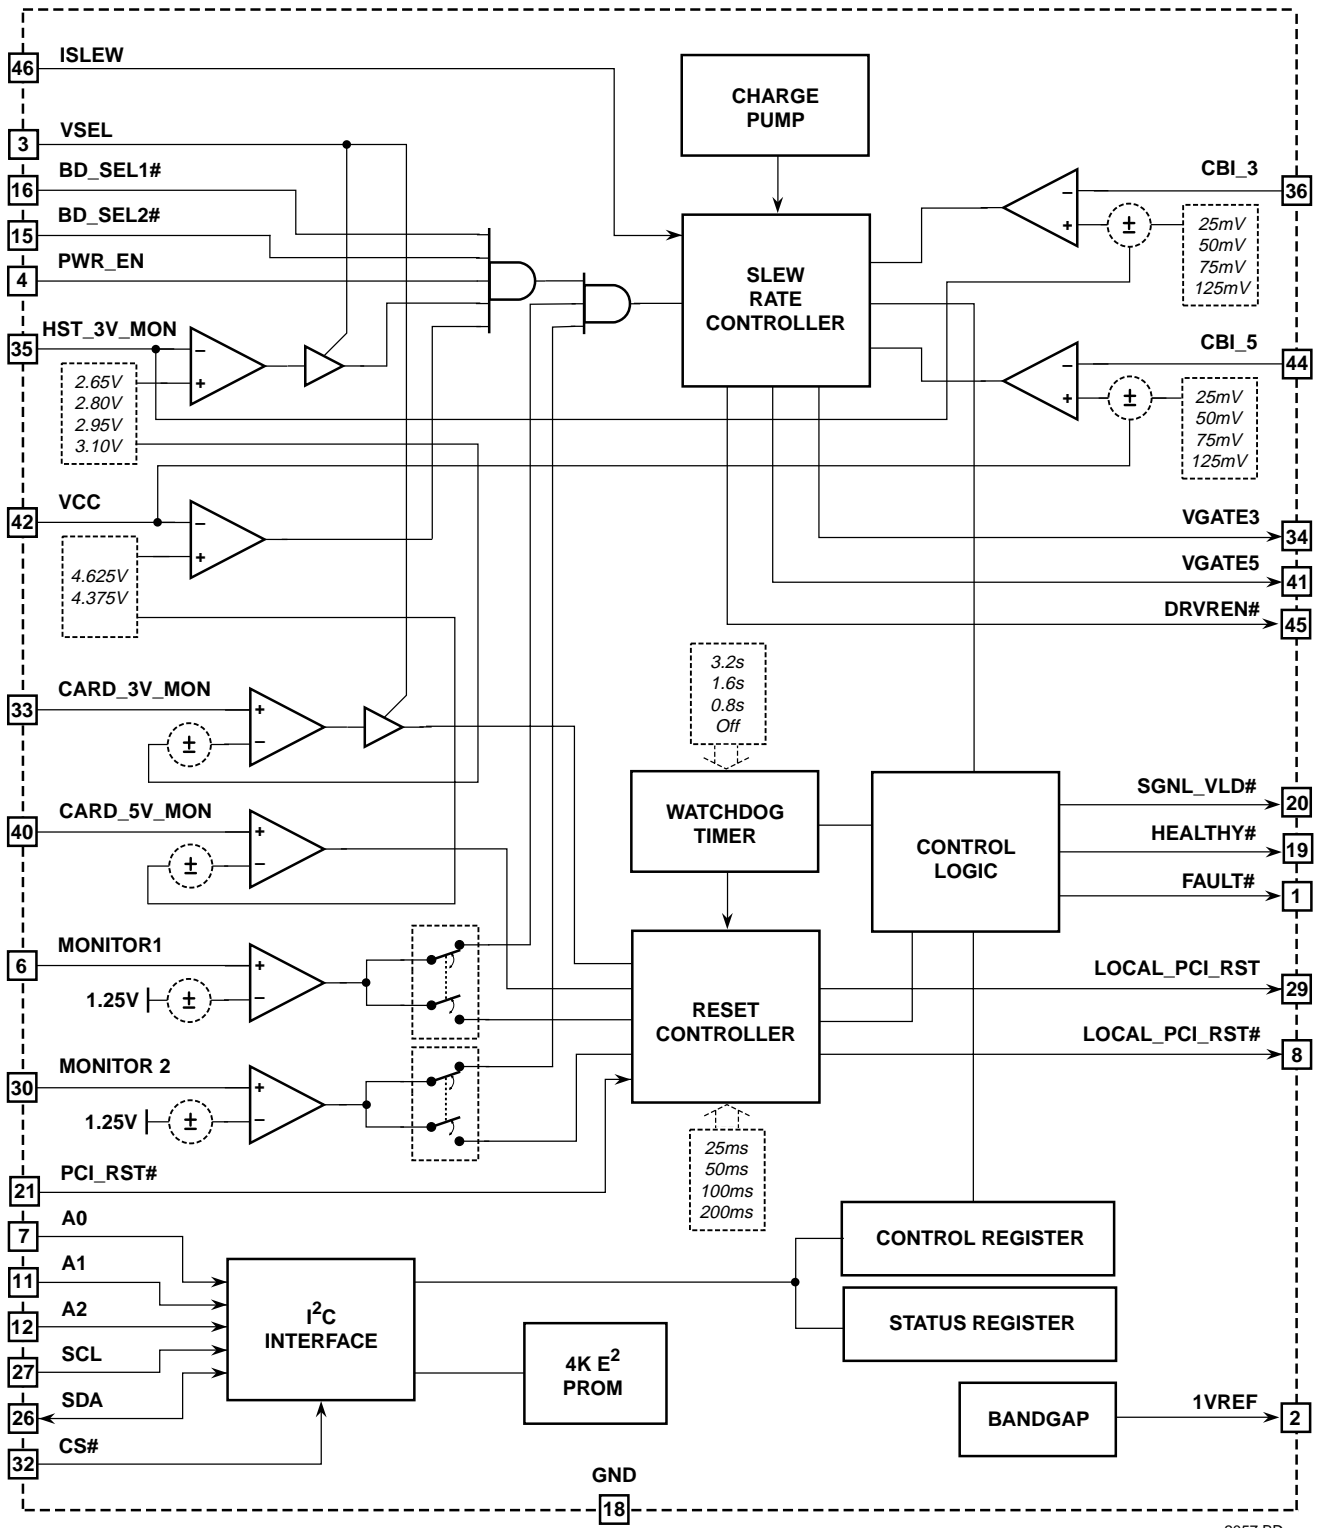 46 ISLEW
3 VSEL
16 BD_SEL1#
15 BD_SEL2#
4 PWR_EN
35 HST_3V_MON
−
+
2.65V
2.80V
2.95V
3.10V
42 VCC
−
+
4.625V
4.375V
33 CARD_3V_MON
+
−
±
40 CARD_5V_MON
+
−
±
6 MONITOR1
+
−
1.25V
±
30 MONITOR 2
+
−
1.25V
±
21 PCI_RST#
7 A0
11 A1
12 A2
27 SCL
26 SDA
32 CS#
I2C
INTERFACE
4K E2
PROM
GND
18
CHARGE
PUMP
SLEW
RATE
CONTROLLER
CBI_3 36
−
+
±
25mV
50mV
75mV
125mV
CBI_5 44
−
+
±
25mV
50mV
75mV
125mV
VGATE3 34
VGATE5 41
DRVREN# 45
3.2s
1.6s
0.8s
Off
WATCHDOG
TIMER
CONTROL
LOGIC
SGNL_VLD# 20
HEALTHY# 19
FAULT# 1
RESET
CONTROLLER
LOCAL_PCI_RST 29
LOCAL_PCI_RST# 8
25ms
50ms
100ms
200ms
CONTROL REGISTER
STATUS REGISTER
BANDGAP
1VREF 2